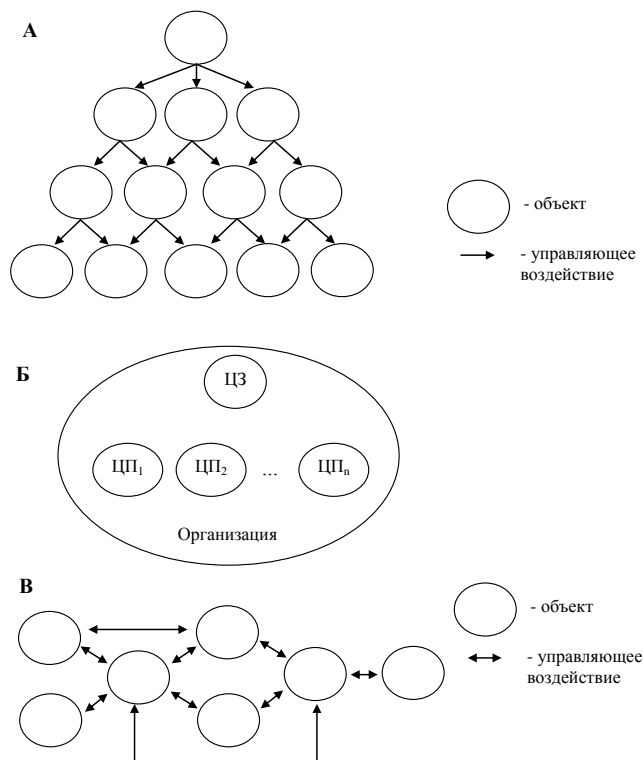 А
- объект
- управляющее
воздействие
Б
ЦЗ
ЦП₁ ЦП₂ ... ЦПₙ
Организация
В
- объект
- управляющее
воздействие